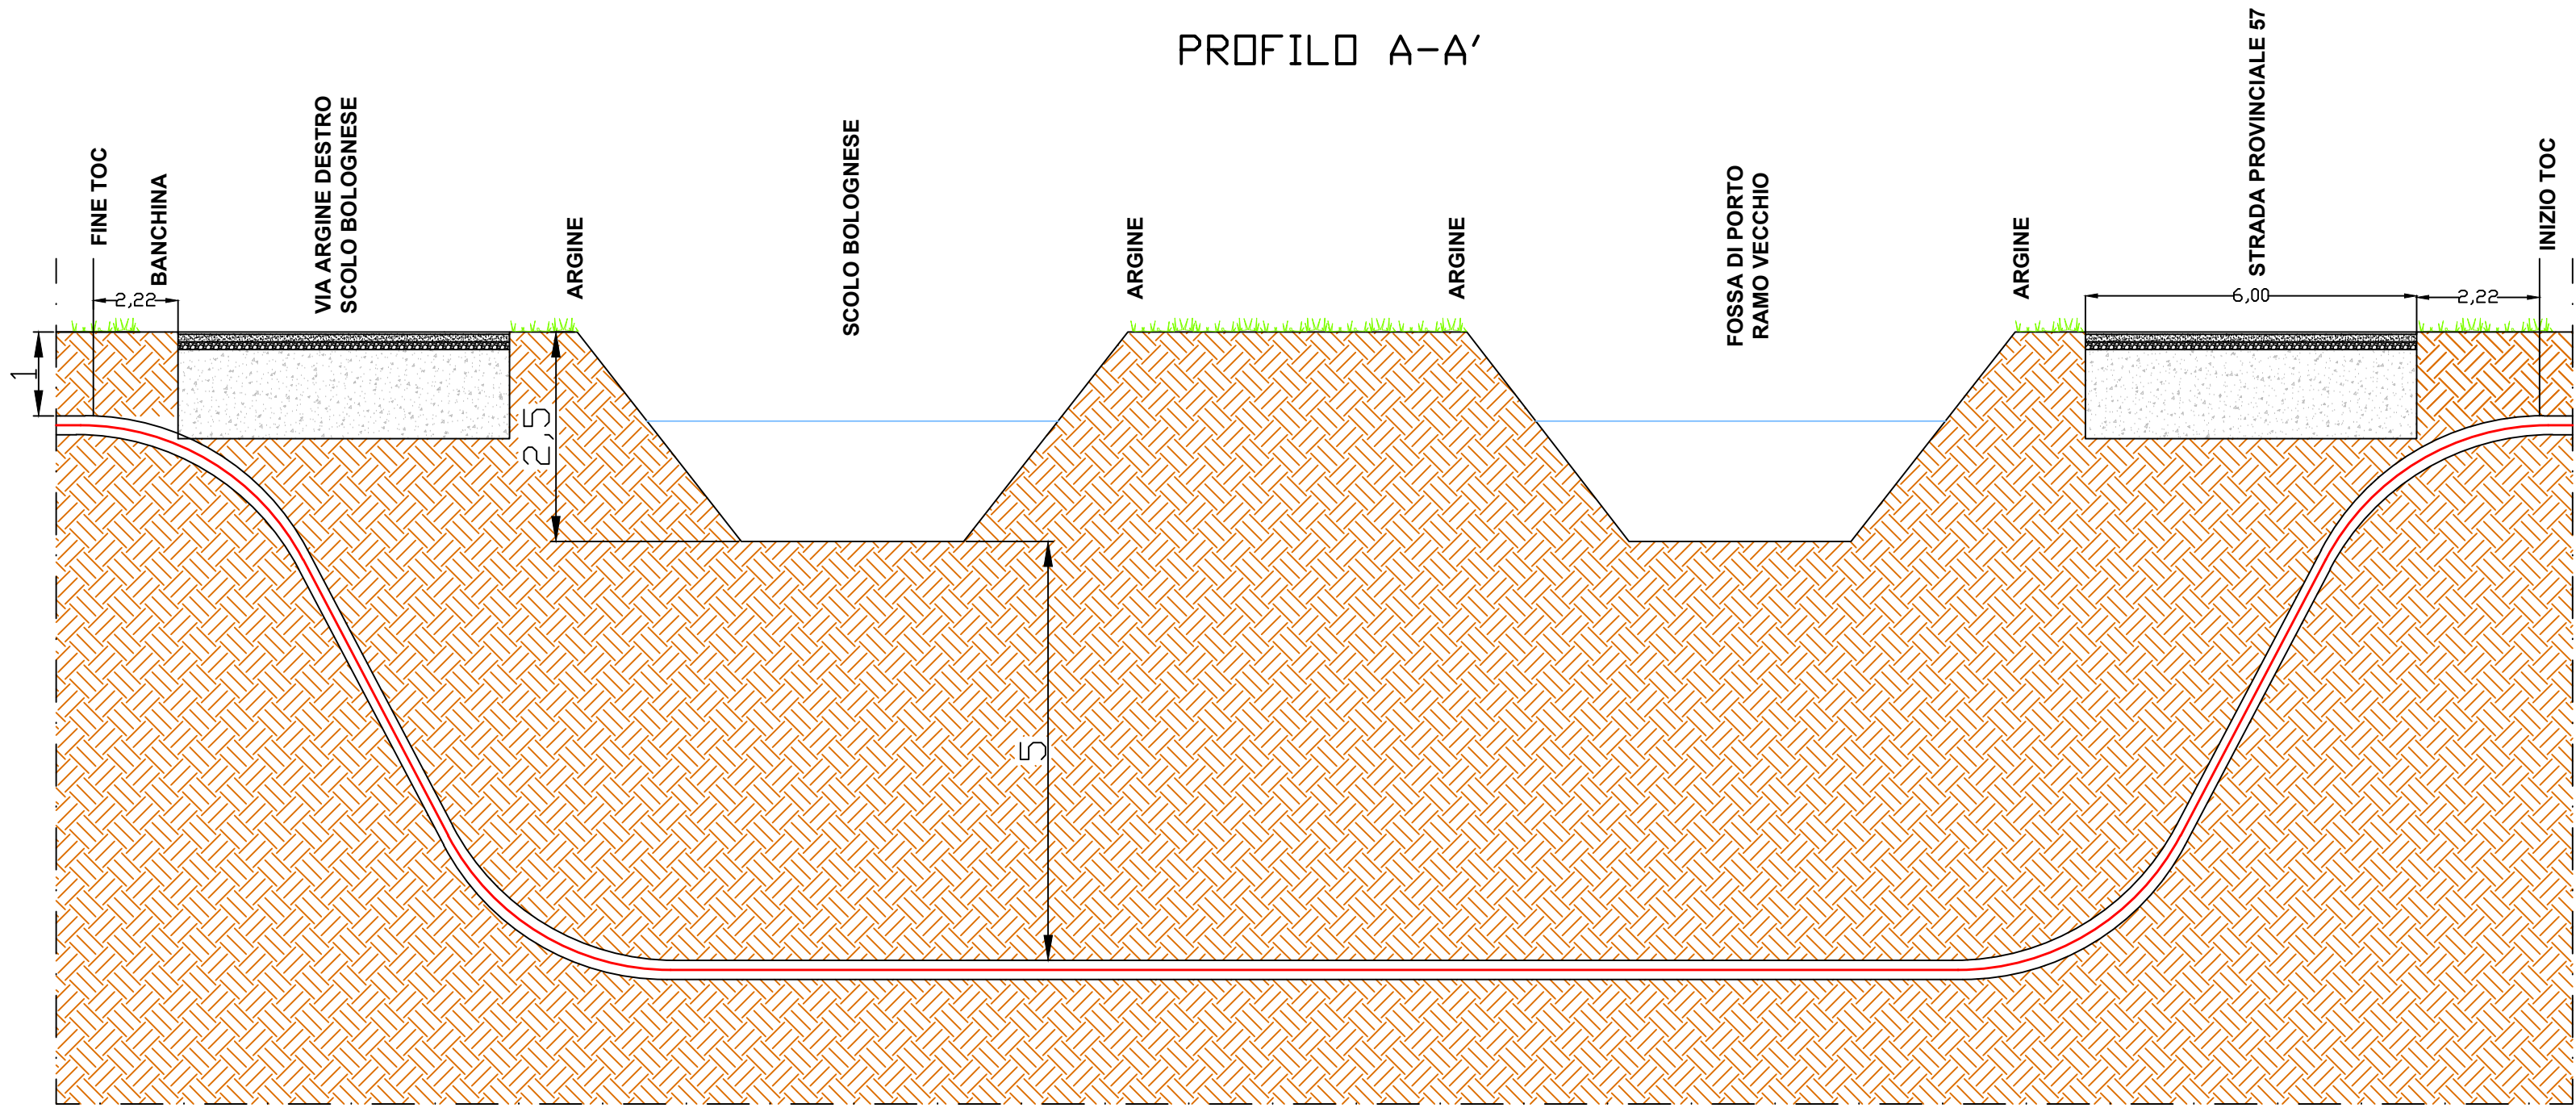 PROFILO A-A'
FINE TOC
BANCHINA
VIA ARGINE DESTRO
SCOLO BOLOGNESE
ARGINE
SCOLO BOLOGNESE
ARGINE
ARGINE
FOSSA DI PORTO
RAMO VECCHIO
ARGINE
STRADA PROVINCIALE 57
INIZIO TOC
2,22
6,00
2,22
1
2,5
5